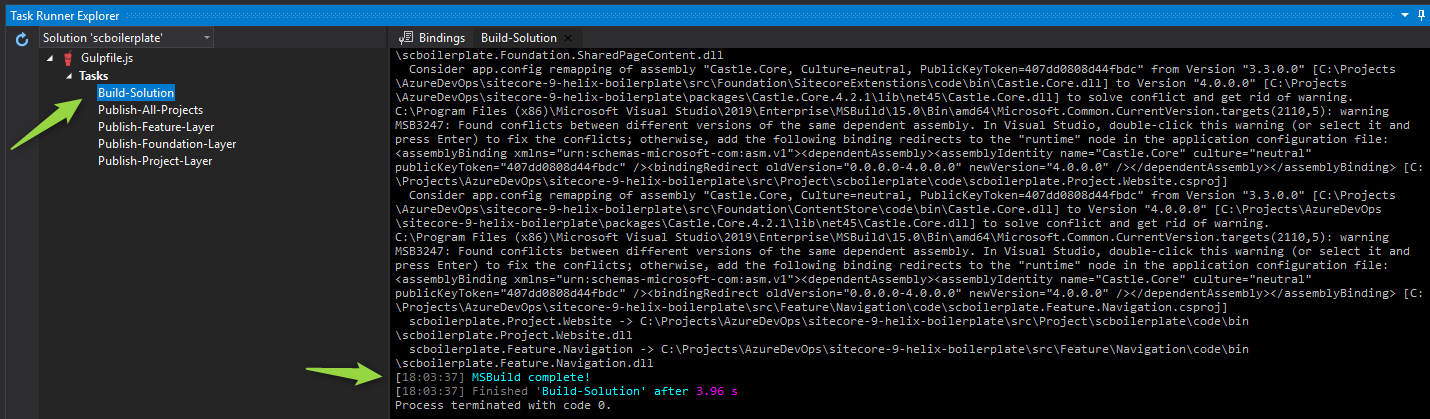 Task Runner Explorer
Solution 'scboilerplate'
Gulpfile.js
Tasks
Build-Solution
Publish-All-Projects
Publish-Feature-Layer
Publish-Foundation-Layer
Publish-Project-Layer
Bindings
Build-Solution
\scboilerplate.Foundation.SharedPageContent.dll
Consider app.config remapping of assembly "Castle.Core, Culture=neutral, PublicKeyToken=407dd0808d44fbdc" from Version "3.3.0.0" [C:\Projects
\AzureDevOps\sitecore-9-helix-boilerplate\src\Foundation\SitecoreExtenstions\code\bin\Castle.Core.dll] to Version "4.0.0.0" [C:\Projects
\AzureDevOps\sitecore-9-helix-boilerplate\packages\Castle.Core.4.2.1\lib\net45\Castle.Core.dll] to solve conflict and get rid of warning.
C:\Program Files (x86)\Microsoft Visual Studio\2019\Enterprise\MSBuild\15.0\Bin\amd64\Microsoft.Common.CurrentVersion.targets(2110,5): warning
MSB3247: Found conflicts between different versions of the same dependent assembly. In Visual Studio, double-click this warning (or select it and
press Enter) to fix the conflicts; otherwise, add the following binding redirects to the "runtime" node in the application configuration file:
<assemblyBinding xmlns="urn:schemas-microsoft-com:asm.v1"><dependentAssembly><assemblyIdentity name="Castle.Core" culture="neutral"
publicKeyToken="407dd0808d44fbdc" /><bindingRedirect oldVersion="0.0.0.0-4.0.0.0" newVersion="4.0.0.0" /></dependentAssembly></assemblyBinding> [C:
\Projects\AzureDevOps\sitecore-9-helix-boilerplate\src\Project\scboilerplate\code\scboilerplate.Project.Website.csproj]
Consider app.config remapping of assembly "Castle.Core, Culture=neutral, PublicKeyToken=407dd0808d44fbdc" from Version "3.3.0.0" [C:\Projects
\AzureDevOps\sitecore-9-helix-boilerplate\src\Foundation\ContentStore\code\bin\Castle.Core.dll] to Version "4.0.0.0" [C:\Projects\AzureDevOps
\sitecore-9-helix-boilerplate\packages\Castle.Core.4.2.1\lib\net45\Castle.Core.dll] to solve conflict and get rid of warning.
C:\Program Files (x86)\Microsoft Visual Studio\2019\Enterprise\MSBuild\15.0\Bin\amd64\Microsoft.Common.CurrentVersion.targets(2110,5): warning
MSB3247: Found conflicts between different versions of the same dependent assembly. In Visual Studio, double-click this warning (or select it and
press Enter) to fix the conflicts; otherwise, add the following binding redirects to the "runtime" node in the application configuration file:
<assemblyBinding xmlns="urn:schemas-microsoft-com:asm.v1"><dependentAssembly><assemblyIdentity name="Castle.Core" culture="neutral"
publicKeyToken="407dd0808d44fbdc" /><bindingRedirect oldVersion="0.0.0.0-4.0.0.0" newVersion="4.0.0.0" /></dependentAssembly></assemblyBinding> [C:
\Projects\AzureDevOps\sitecore-9-helix-boilerplate\src\Feature\Navigation\code\scboilerplate.Feature.Navigation.csproj]
scboilerplate.Project.Website -> C:\Projects\AzureDevOps\sitecore-9-helix-boilerplate\src\Project\scboilerplate\code\bin
\scboilerplate.Project.Website.dll
scboilerplate.Feature.Navigation -> C:\Projects\AzureDevOps\sitecore-9-helix-boilerplate\src\Feature\Navigation\code\bin
\scboilerplate.Feature.Navigation.dll
[18:03:37] MSBuild complete!
[18:03:37] Finished 'Build-Solution' after 3.96 s
Process terminated with code 0.